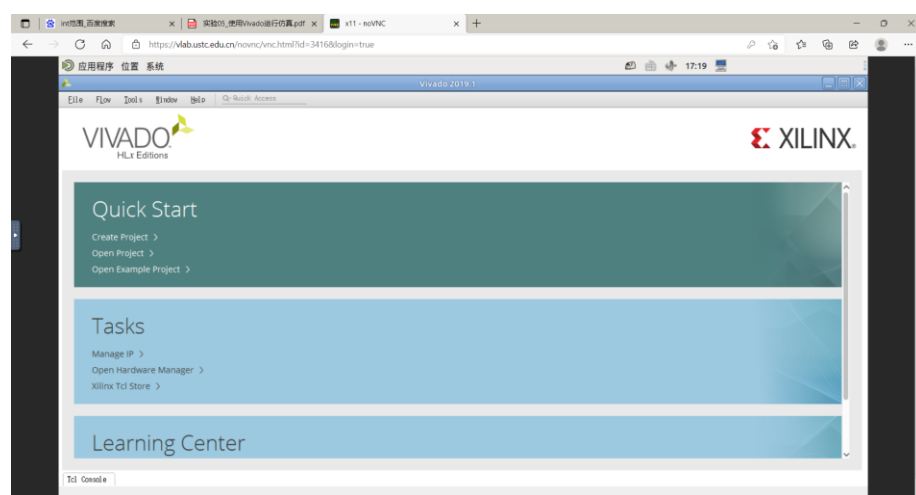 int范围_百度搜索
实验05_使用Vivado进行仿真.pdf
x11 - noVNC
https://vlab.ustc.edu.cn/novnc/vnc.html?id=3416&login=true
应用程序 位置 系统
17:19
Vivado 2019.1
File Flow Tools Window Help Q- Quick Access
VIVADO
HLx Editions
XILINX
Quick Start
Create Project >
Open Project >
Open Example Project >
Tasks
Manage IP >
Open Hardware Manager >
Xilinx Tcl Store >
Learning Center
Tcl Console